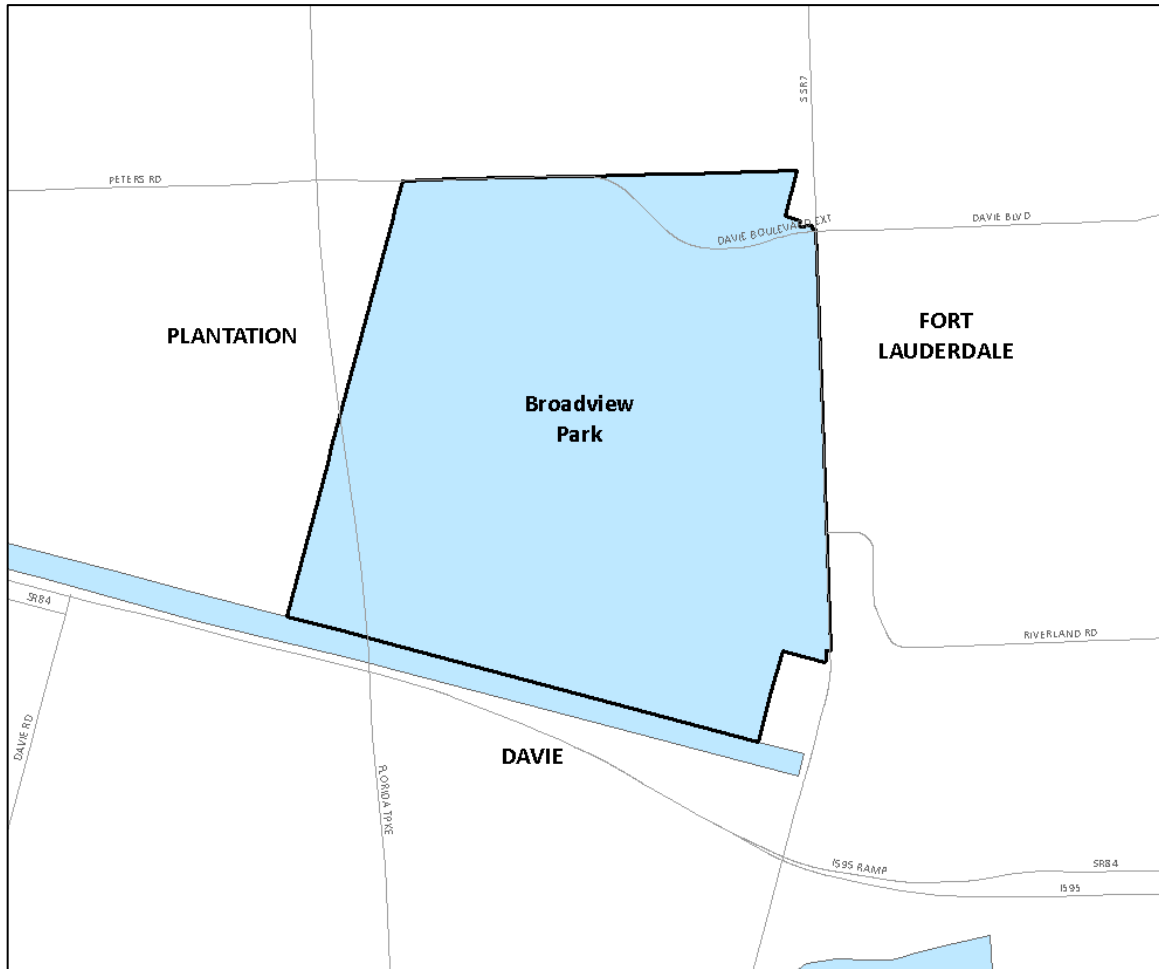 S SR7
PETERS RD
DAVIE BOULEVARD EXT
DAVIE BLVD
PLANTATION
FORT
LAUDERDALE
Broadview
Park
SR84
RIVERLAND RD
DAVIE RD
DAVIE
FLORIDA TPKE
I595 RAMP
SR84
I595